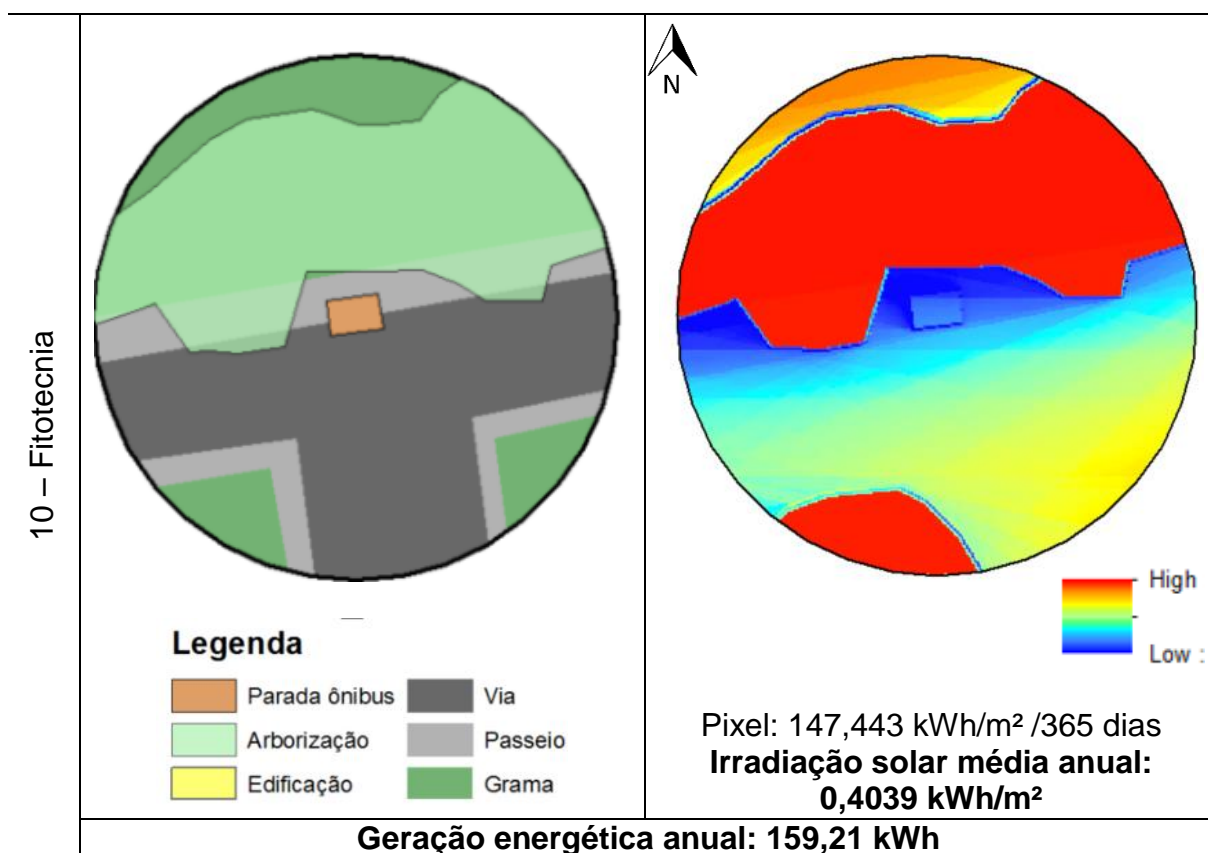 10 – Fitotecnia
Legenda
Parada ônibus
Via
Arborização
Passeio
Edificação
Grama
N
High
Low :
Pixel: 147,443 kWh/m² /365 dias
Irradiação solar média anual:
0,4039 kWh/m²
Geração energética anual: 159,21 kWh